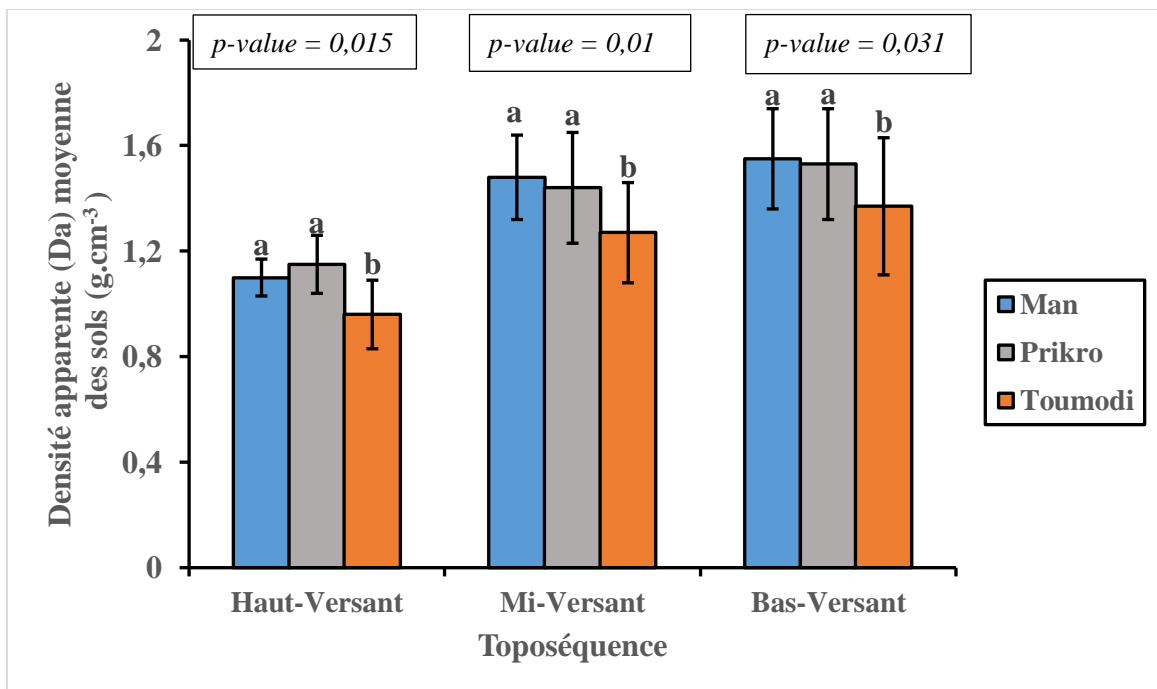 p-value = 0,015
p-value = 0,01
p-value = 0,031
Densité apparente (Da) moyenne
des sols (g.cm⁻³ )
2
1,6
1,2
0,8
0,4
0
a
a
b
a
a
b
a
a
b
Man
Prikro
Toumodi
Haut-Versant
Mi-Versant
Bas-Versant
Toposéquence